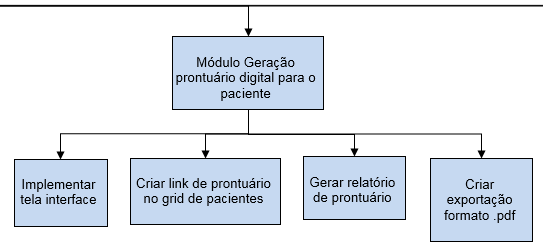 Módulo Geração
prontuário digital para o
paciente
Implementar
tela interface
Criar link de prontuário
no grid de pacientes
Gerar relatório
de prontuário
Criar
exportação
formato .pdf